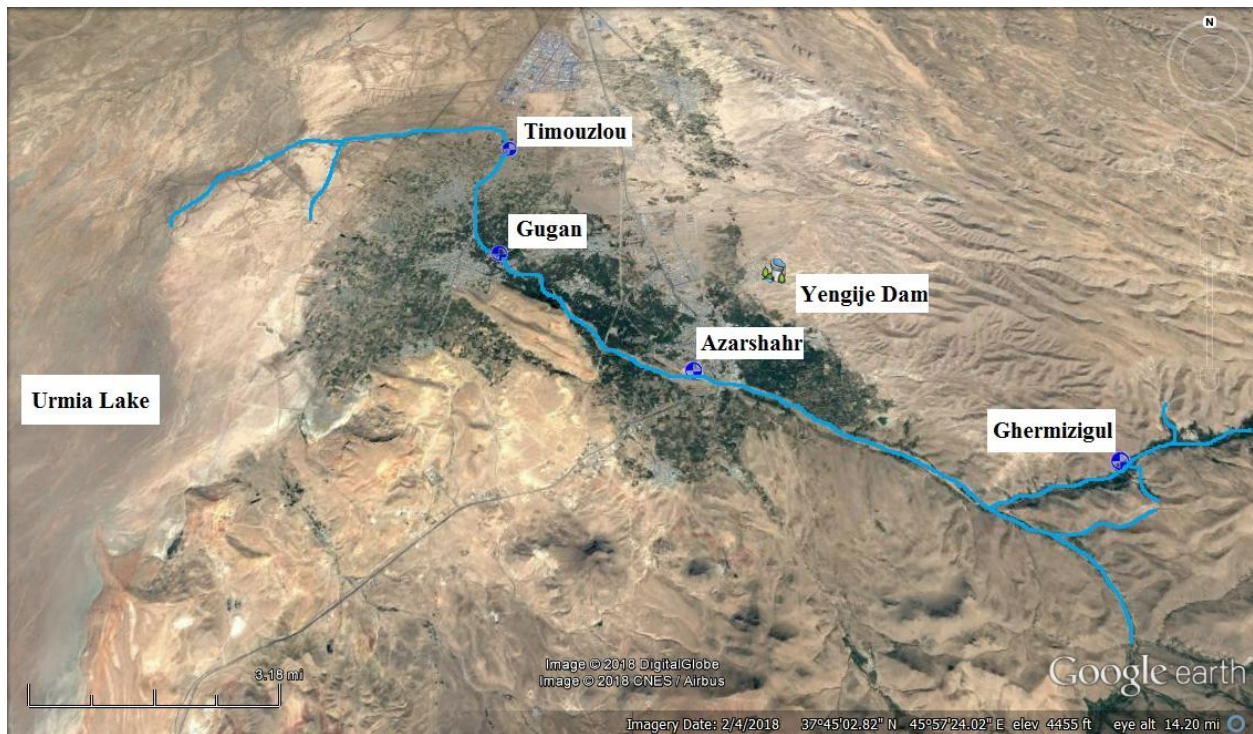 N
Timouzlou
Gugan
Yengije Dam
Azarshahr
Urmia Lake
Ghermizigul
3.18 mi
Image © 2018 DigitalGlobe
Image © 2018 CNES / Airbus
Google earth
Imagery Date: 2/4/2018 37°45'02.82" N 45°57'24.02" E elev 4455 ft eye alt 14.20 mi